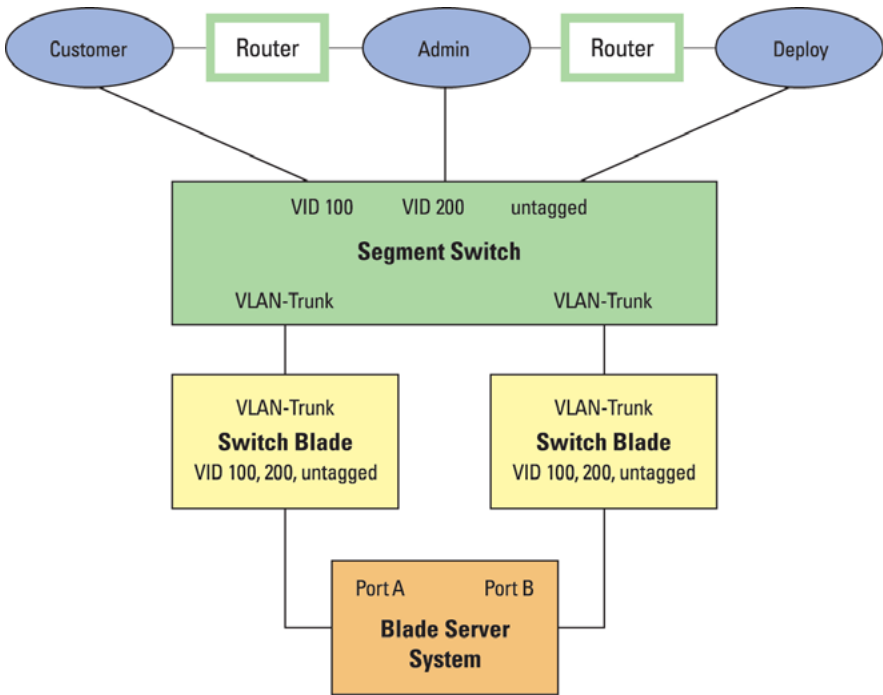 Customer
Router
Admin
Router
Deploy
VID 100
VID 200
untagged
Segment Switch
VLAN-Trunk
VLAN-Trunk
VLAN-Trunk
Switch Blade
VID 100, 200, untagged
VLAN-Trunk
Switch Blade
VID 100, 200, untagged
Port A
Port B
Blade Server
System